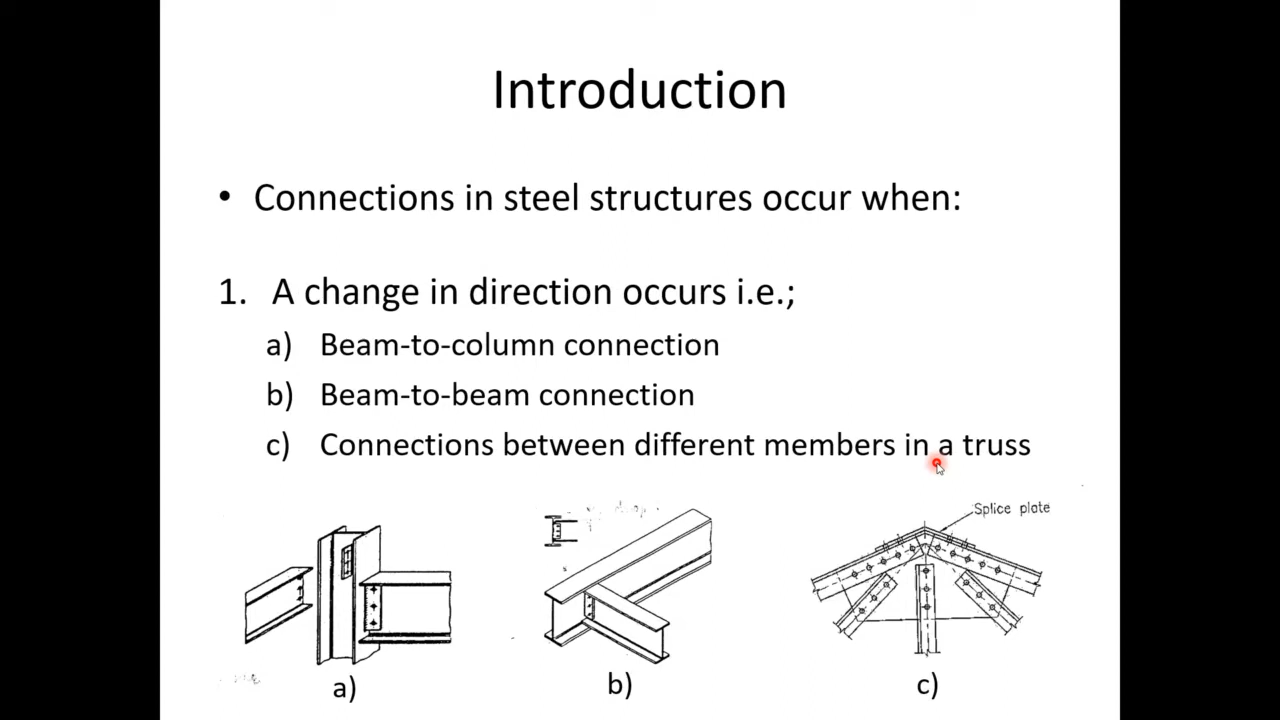 Introduction
• Connections in steel structures occur when:
1. A change in direction occurs i.e.;
a) Beam-to-column connection
b) Beam-to-beam connection
c) Connections between different members in a truss
Splice plate
a)
b)
c)